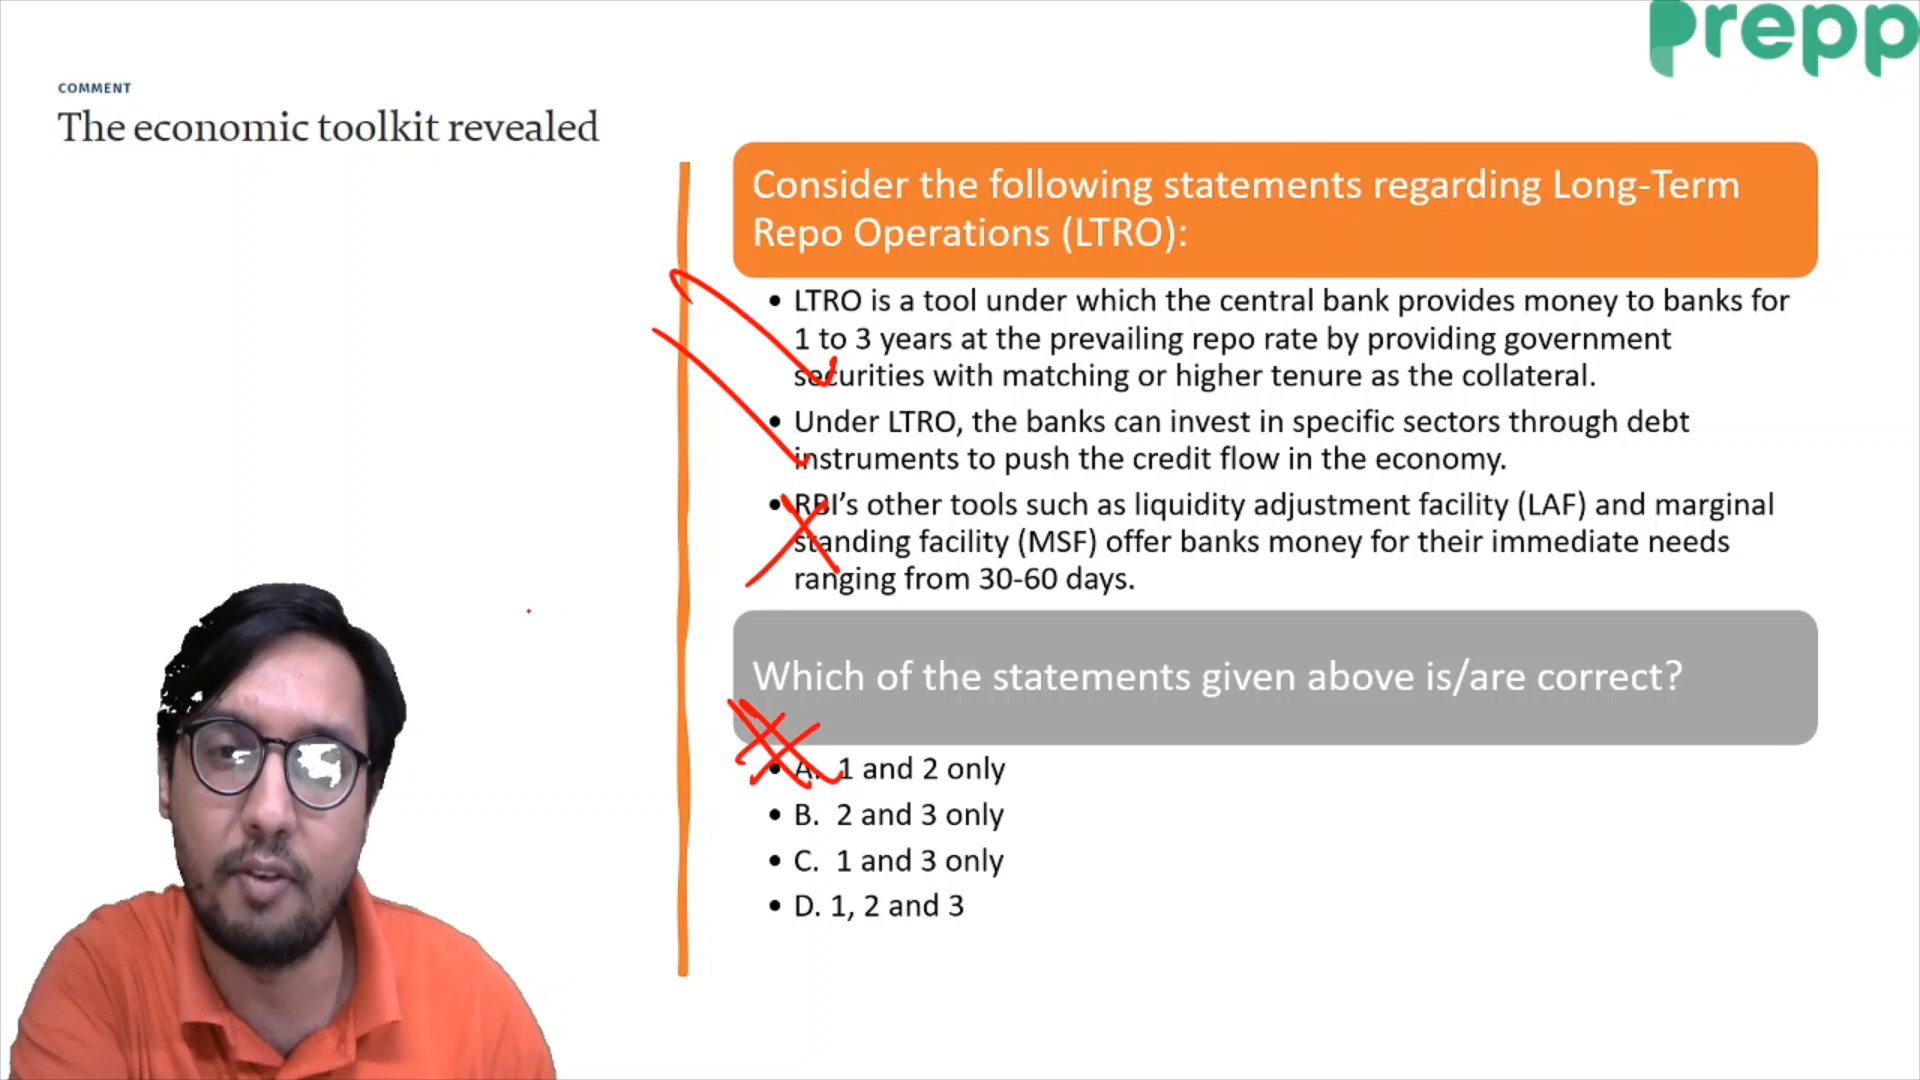 prepp
COMMENT
The economic toolkit revealed
Consider the following statements regarding Long-Term
Repo Operations (LTRO):
• LTRO is a tool under which the central bank provides money to banks for
1 to 3 years at the prevailing repo rate by providing government
securities with matching or higher tenure as the collateral.
• Under LTRO, the banks can invest in specific sectors through debt
instruments to push the credit flow in the economy.
• RBI’s other tools such as liquidity adjustment facility (LAF) and marginal
standing facility (MSF) offer banks money for their immediate needs
ranging from 30-60 days.
Which of the statements given above is/are correct?
• A. 1 and 2 only
• B. 2 and 3 only
• C. 1 and 3 only
• D. 1, 2 and 3